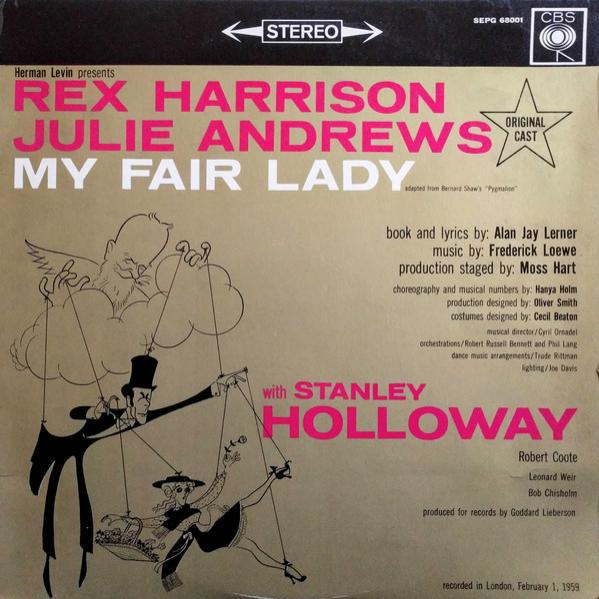 STEREO
SEPG 68001
CBS
Herman Levin presents
REX HARRISON
JULIE ANDREWS
ORIGINAL
CAST
MY FAIR LADY
adapted from Bernard Shaw's "Pygmalion"
book and lyrics by: Alan Jay Lerner
music by: Frederick Loewe
production staged by: Moss Hart
choreography and musical numbers by: Hanya Holm
production designed by: Oliver Smith
costumes designed by: Cecil Beaton
musical director/Cyril Ornadel
orchestrations/Robert Russell Bennett and Phil Lang
dance music arrangements/Trude Rittman
lighting/Joe Davis
with STANLEY
HOLLOWAY
Robert Coote
Leonard Weir
Bob Chisholm
produced for records by Goddard Lieberson
recorded in London, February 1, 1959